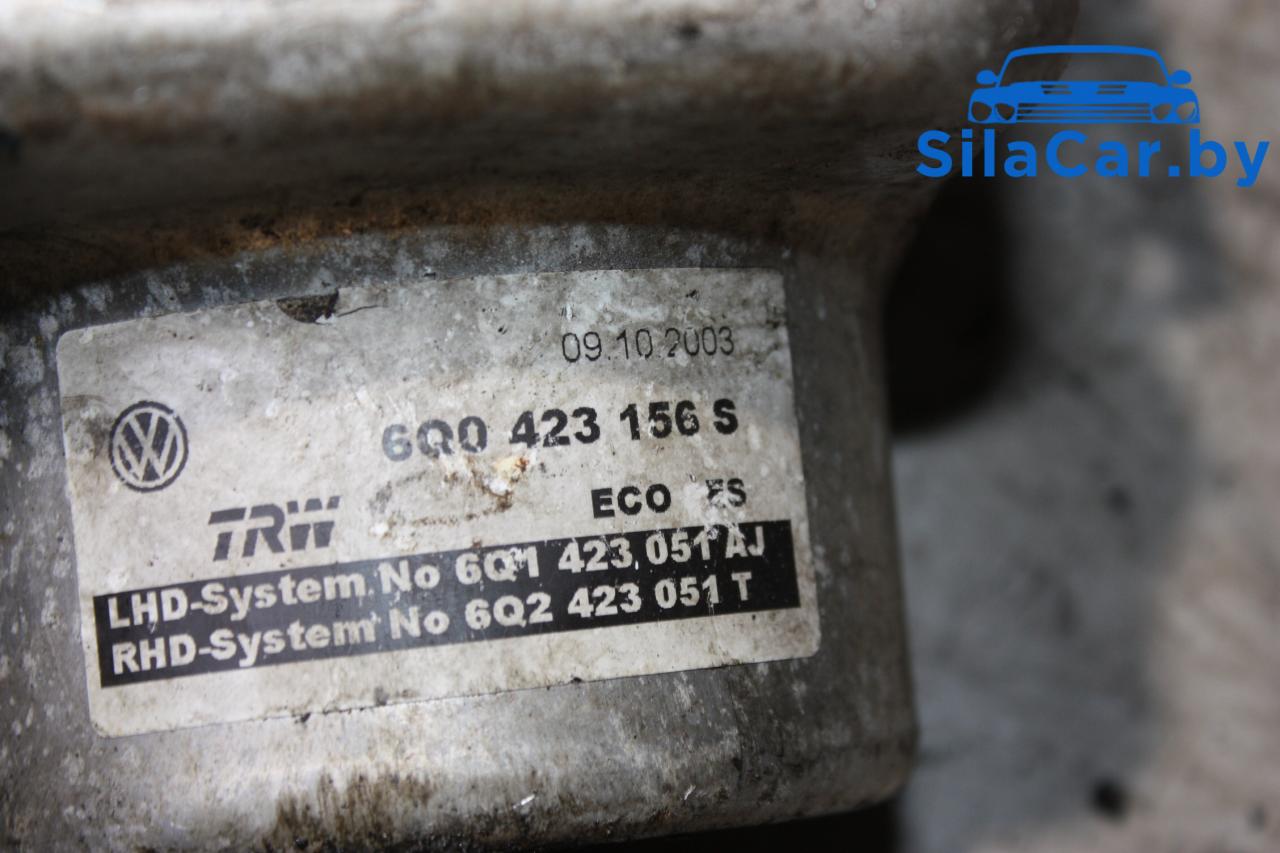 SilaCar.by
09.10.2003
6Q0 423 156 S
TRW
ECO
LHD-System No 6Q1 423 051 AJ
RHD-System No 6Q2 423 051 T